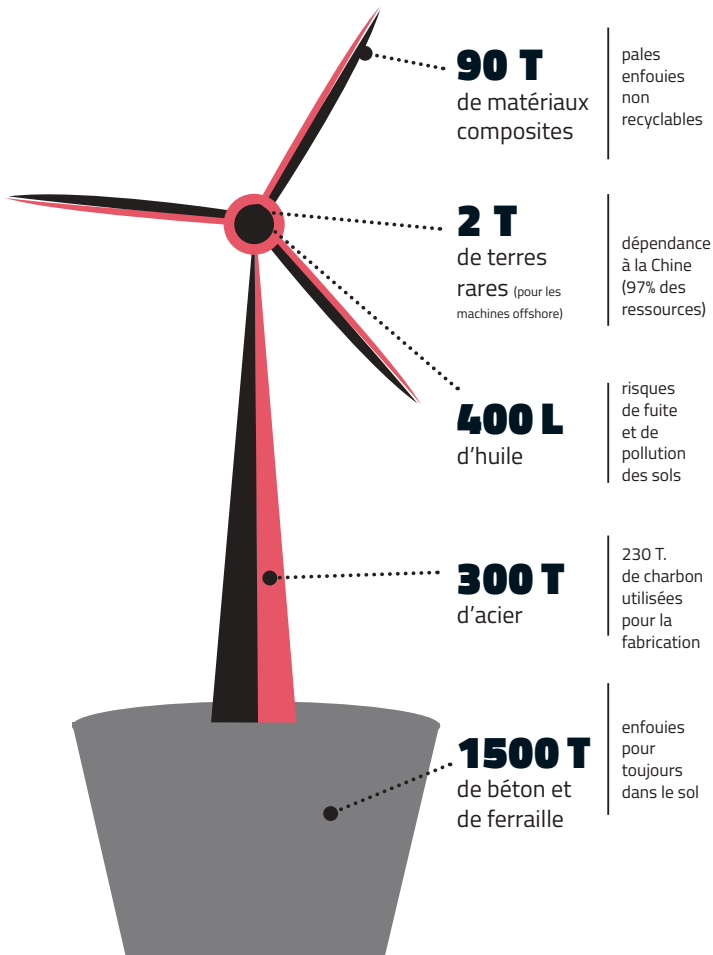 90 T
de matériaux
composites
pales
enfouies
non
recyclables
2 T
de terres
rares (pour les
machines offshore)
dépendance
à la Chine
(97% des
ressources)
400 L
d'huile
risques
de fuite
et de
pollution
des sols
300 T
d'acier
230 T.
de charbon
utilisées
pour la
fabrication
1500 T
de béton et
de ferraille
enfouies
pour
toujours
dans le sol